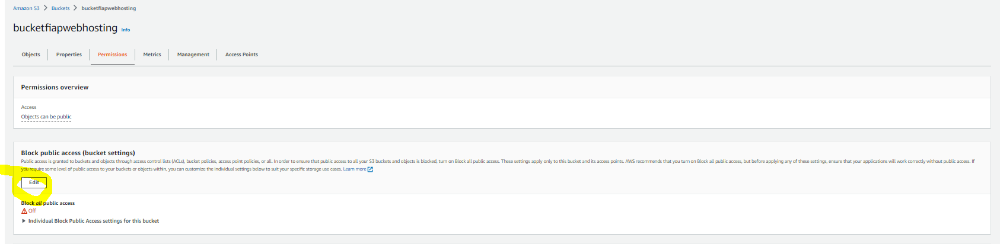 Amazon S3 > Buckets > bucketfiapwebhosting
bucketfiapwebhosting Info
Objects Properties Permissions Metrics Management Access Points
Permissions overview
Access
Objects can be public
Block public access (bucket settings)
Public access is granted to buckets and objects through access control lists (ACLs), bucket policies, access point policies, or all. In order to ensure that public access to all your S3 buckets and objects is blocked, turn on Block all public access. These settings apply only to this bucket and its access points. AWS recommends that you turn on Block all public access, but before applying any of these settings, ensure that your applications will work correctly without public access. If
you require some level of public access to your buckets or objects within, you can customize the individual settings below to suit your specific storage use cases. Learn more
Edit
Block all public access
Off
Individual Block Public Access settings for this bucket